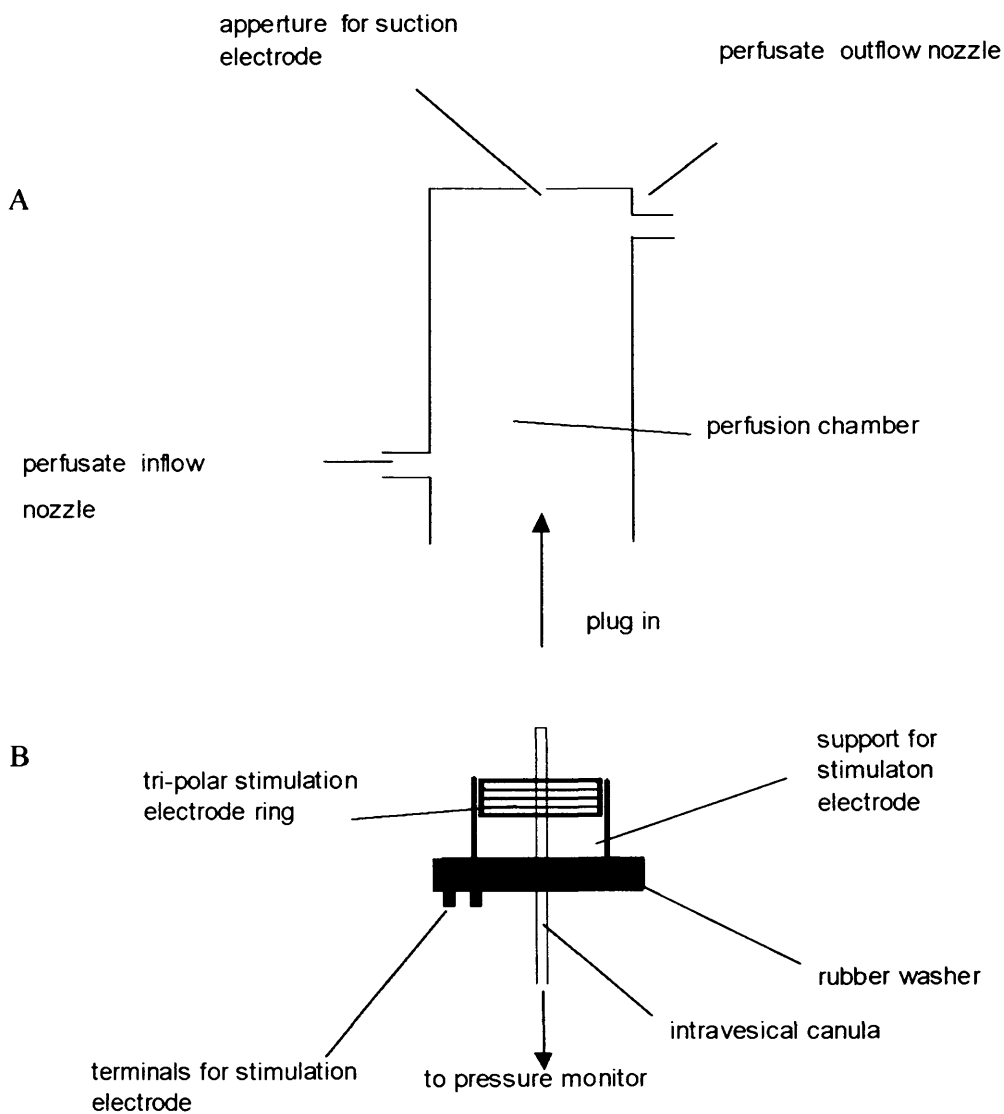 apperture for suction
electrode
perfusate outflow nozzle
A
perfusion chamber
perfusate inflow
nozzle
plug in
B
support for
stimulaton
electrode
tri-polar stimulation
electrode ring
rubber washer
intravesical canula
terminals for stimulation
electrode
to pressure monitor